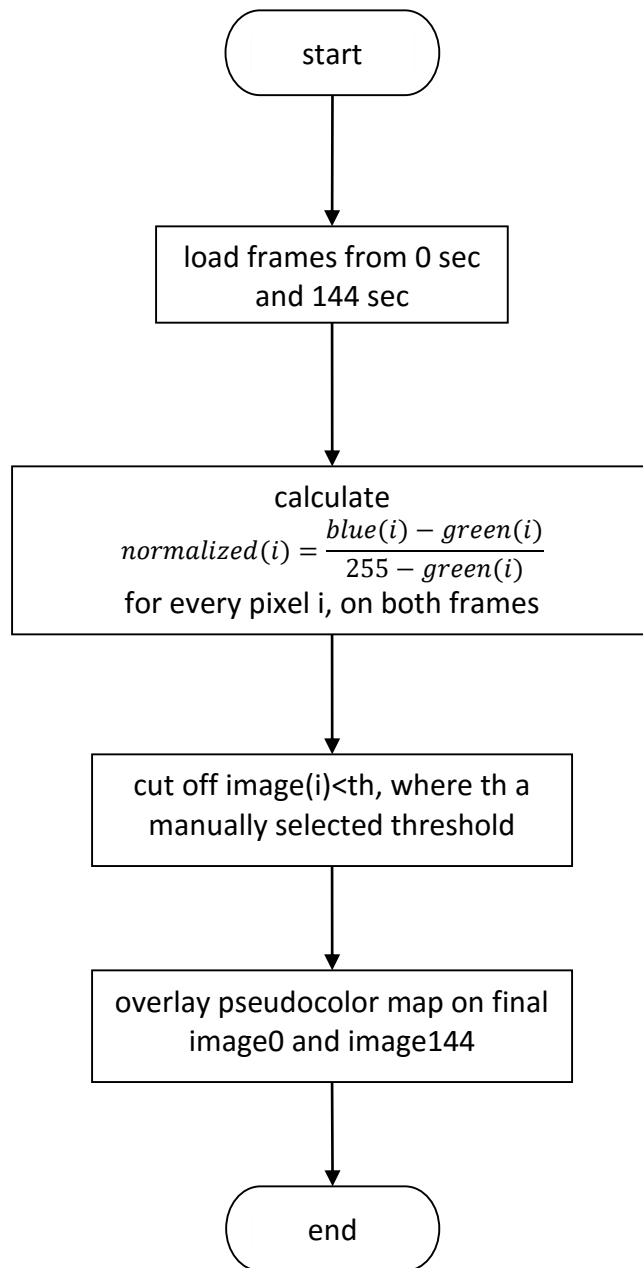 start
load frames from 0 sec
and 144 sec
calculate
normalized(i) = \frac{blue(i) − green(i)}{255 − green(i)}
for every pixel i, on both frames
cut off image(i)<th, where th a
manually selected threshold
overlay pseudocolor map on final
image0 and image144
end